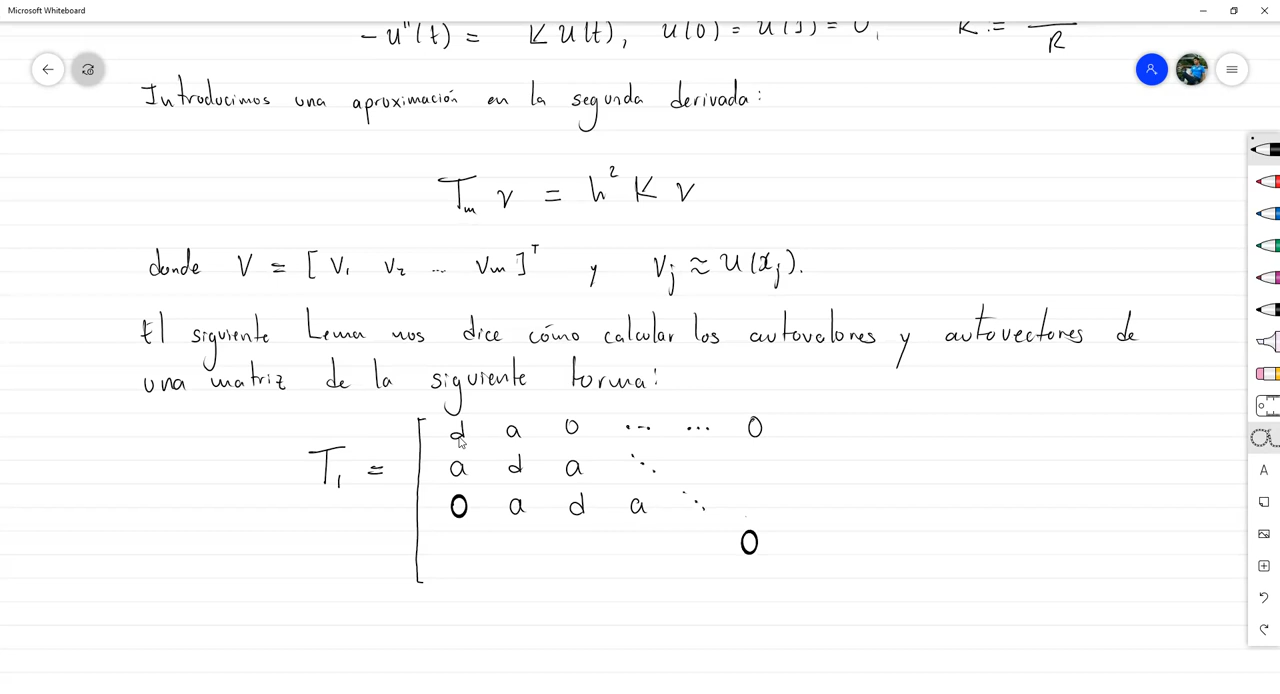 Microsoft Whiteboard
- u''(t) = K u(t), u(0) = u(1) = 0, K := / R
Introducimos una aproximación en la segunda derivada:
T_m v = h² K v
donde V = [ v₁ v₂ ... v_m ]ᵀ y v_j ≈ u(x_j).
El siguiente Lema nos dice cómo calcular los autovalores y autovectores de
una matriz de la siguiente forma:
d a 0 ... ... 0
T₁ = [ a d a ⋱
0 a d a ⋱
0
A